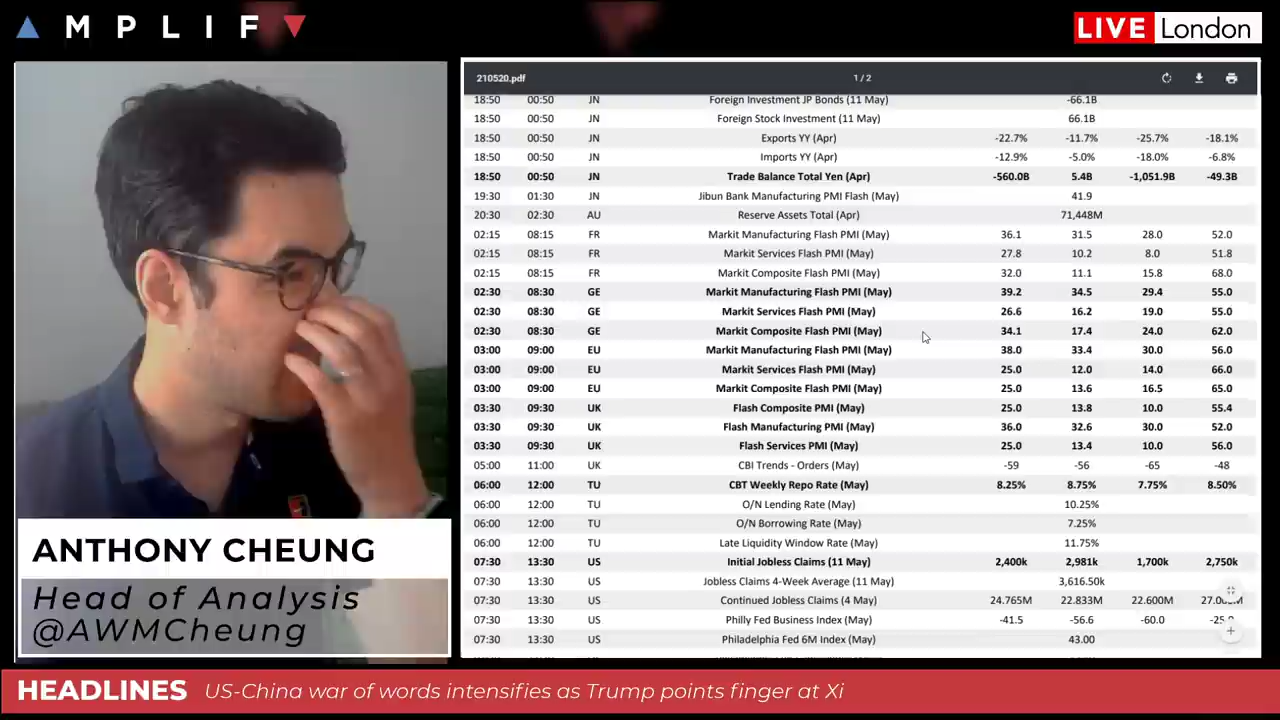 AMPLIFY
LIVE London
210520.pdf 1 / 2
18:50 00:50 JN Foreign Investment JP Bonds (11 May) -66.1B
18:50 00:50 JN Foreign Stock Investment (11 May) 66.1B
18:50 00:50 JN Exports YY (Apr) -22.7% -11.7% -25.7% -18.1%
18:50 00:50 JN Imports YY (Apr) -12.9% -5.0% -18.0% -6.8%
18:50 00:50 JN Trade Balance Total Yen (Apr) -560.0B 5.4B -1,051.9B -49.3B
19:30 01:30 JN Jibun Bank Manufacturing PMI Flash (May) 41.9
20:30 02:30 AU Reserve Assets Total (Apr) 71,448M
02:15 08:15 FR Markit Manufacturing Flash PMI (May) 36.1 31.5 28.0 52.0
02:15 08:15 FR Markit Services Flash PMI (May) 27.8 10.2 8.0 51.8
02:15 08:15 FR Markit Composite Flash PMI (May) 32.0 11.1 15.8 68.0
02:30 08:30 GE Markit Manufacturing Flash PMI (May) 39.2 34.5 29.4 55.0
02:30 08:30 GE Markit Services Flash PMI (May) 26.6 16.2 19.0 55.0
02:30 08:30 GE Markit Composite Flash PMI (May) 34.1 17.4 24.0 62.0
03:00 09:00 EU Markit Manufacturing Flash PMI (May) 38.0 33.4 30.0 56.0
03:00 09:00 EU Markit Services Flash PMI (May) 25.0 12.0 14.0 66.0
03:00 09:00 EU Markit Composite Flash PMI (May) 25.0 13.6 16.5 65.0
03:30 09:30 UK Flash Composite PMI (May) 25.0 13.8 10.0 55.4
03:30 09:30 UK Flash Manufacturing PMI (May) 36.0 32.6 30.0 52.0
03:30 09:30 UK Flash Services PMI (May) 25.0 13.4 10.0 56.0
05:00 11:00 UK CBI Trends - Orders (May) -59 -56 -65 -48
06:00 12:00 TU CBT Weekly Repo Rate (May) 8.25% 8.75% 7.75% 8.50%
06:00 12:00 TU O/N Lending Rate (May) 10.25%
06:00 12:00 TU O/N Borrowing Rate (May) 7.25%
06:00 12:00 TU Late Liquidity Window Rate (May) 11.75%
07:30 13:30 US Initial Jobless Claims (11 May) 2,400k 2,981k 1,700k 2,750k
07:30 13:30 US Jobless Claims 4-Week Average (11 May) 3,616.50k
07:30 13:30 US Continued Jobless Claims (4 May) 24.765M 22.833M 22.600M
07:30 13:30 US Philly Fed Business Index (May) -41.5 -56.6 -60.0
07:30 13:30 US Philadelphia Fed 6M Index (May) 43.00
ANTHONY CHEUNG
Head of Analysis
@AWMCheung
HEADLINES US-China war of words intensifies as Trump points finger at Xi